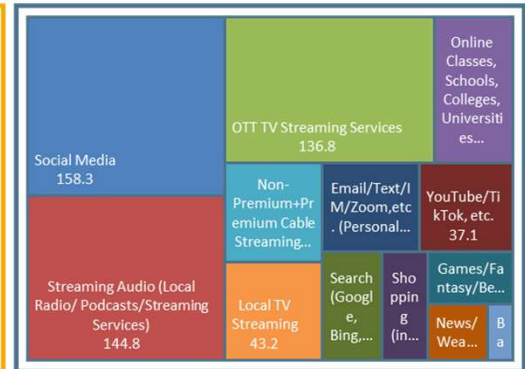 Social Media
158.3
Streaming Audio (Local
Radio/ Podcasts/Streaming
Services)
144.8
OTT TV Streaming Services
136.8
Online
Classes,
Schools,
Colleges,
Universiti
es...
Non-
Premium+Pr
emium Cable
Streaming...
Email/Text/I
M/Zoom,etc
. (Personal...
YouTube/Ti
kTok, etc.
37.1
Local TV
Streaming
43.2
Search
(Googl
e,
Bing,...
Sho
ppin
g
(in...
Games/Fa
ntasy/Be...
News/
Wea...
B
a